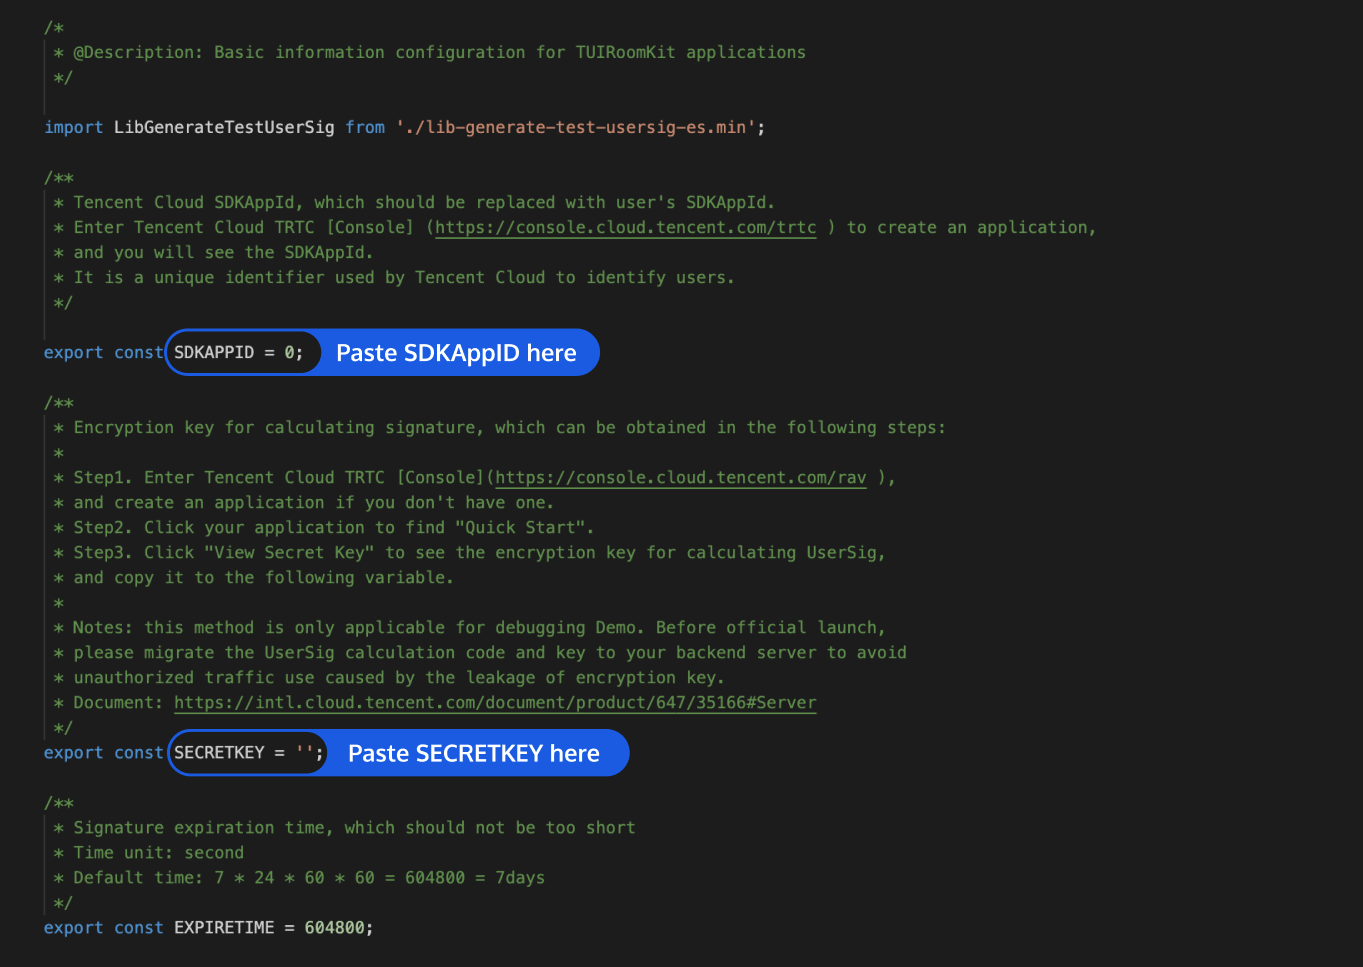 /*
* @Description: Basic information configuration for TUIRoomKit applications
*/
import LibGenerateTestUserSig from './lib-generate-test-usersig-es.min';
/**
* Tencent Cloud SDKAppId, which should be replaced with user's SDKAppId.
* Enter Tencent Cloud TRTC [Console] (https://console.cloud.tencent.com/trtc ) to create an application,
* and you will see the SDKAppId.
* It is a unique identifier used by Tencent Cloud to identify users.
*/
export const SDKAPPID = 0; Paste SDKAppID here
/**
* Encryption key for calculating signature, which can be obtained in the following steps:
*
* Step1. Enter Tencent Cloud TRTC [Console](https://console.cloud.tencent.com/rav ),
* and create an application if you don't have one.
* Step2. Click your application to find "Quick Start".
* Step3. Click "View Secret Key" to see the encryption key for calculating UserSig,
* and copy it to the following variable.
*
* Notes: this method is only applicable for debugging Demo. Before official launch,
* please migrate the UserSig calculation code and key to your backend server to avoid
* unauthorized traffic use caused by the leakage of encryption key.
* Document: https://intl.cloud.tencent.com/document/product/647/35166#Server
*/
export const SECRETKEY = ''; Paste SECRETKEY here
/**
* Signature expiration time, which should not be too short
* Time unit: second
* Default time: 7 * 24 * 60 * 60 = 604800 = 7days
*/
export const EXPIRETIME = 604800;